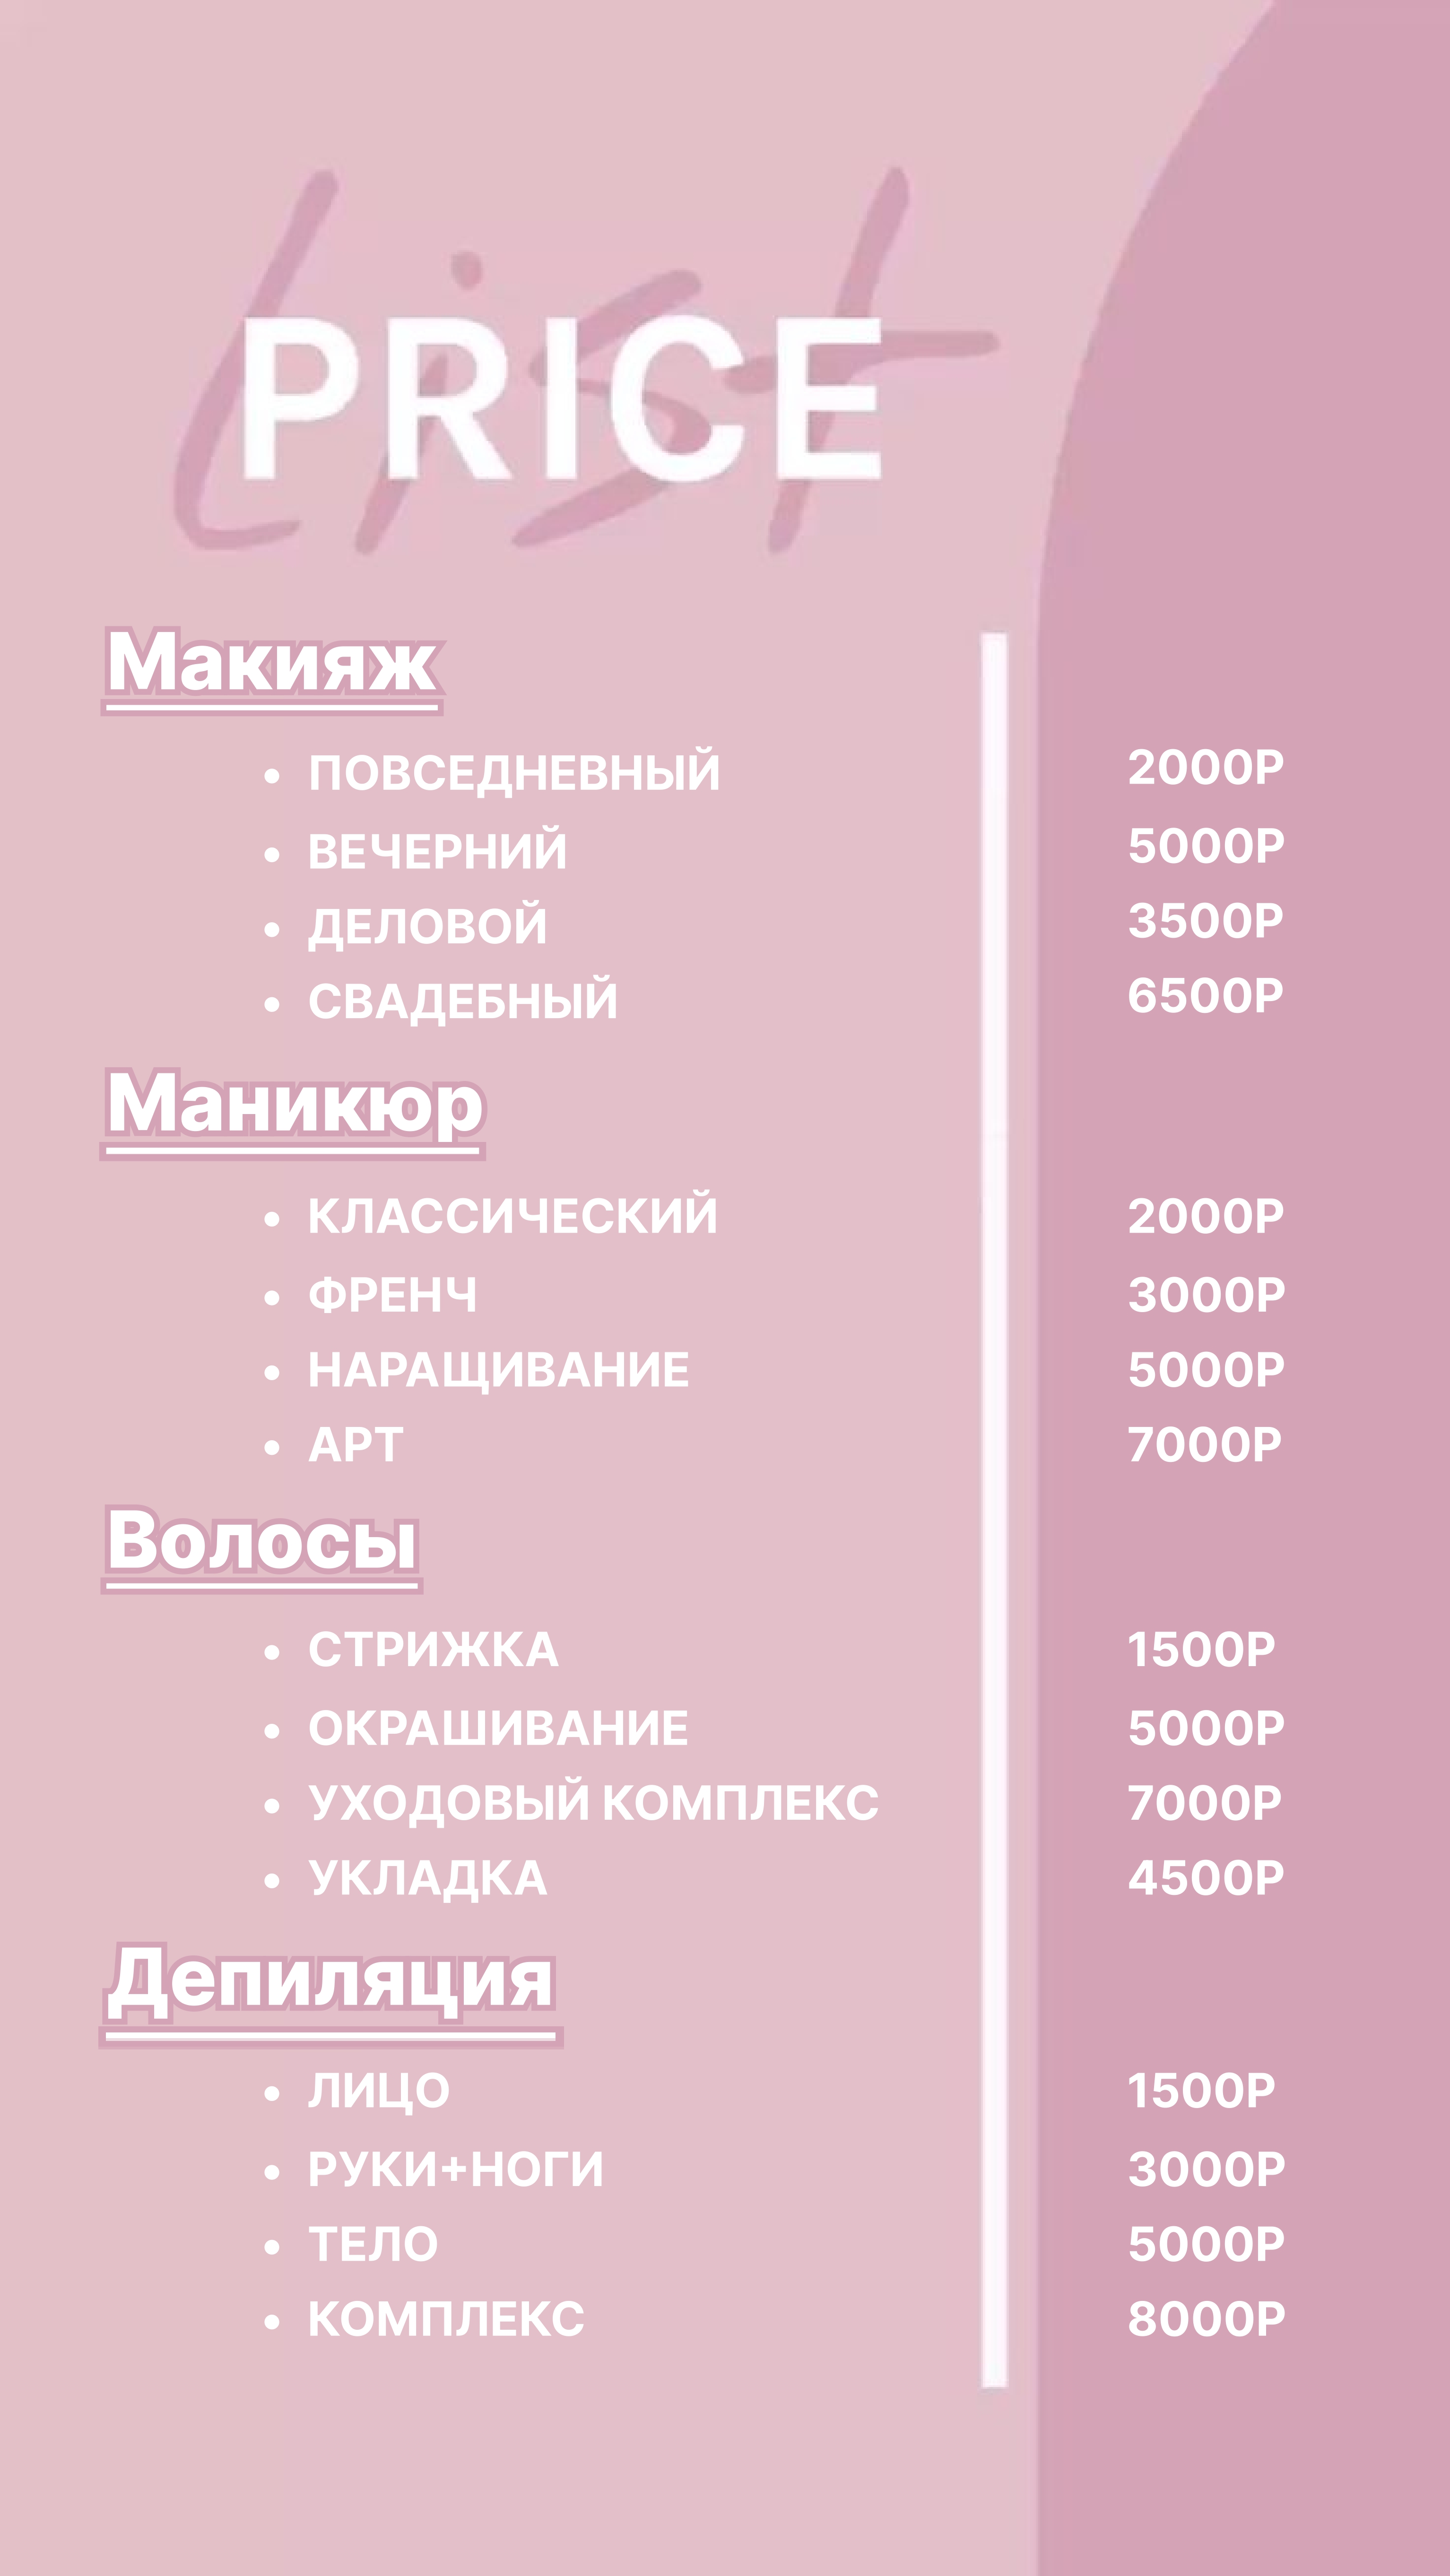 List
PRICE
Макияж
• ПОВСЕДНЕВНЫЙ 2000Р
• ВЕЧЕРНИЙ 5000Р
• ДЕЛОВОЙ 3500Р
• СВАДЕБНЫЙ 6500Р
Маникюр
• КЛАССИЧЕСКИЙ 2000Р
• ФРЕНЧ 3000Р
• НАРАЩИВАНИЕ 5000Р
• АРТ 7000Р
Волосы
• СТРИЖКА 1500Р
• ОКРАШИВАНИЕ 5000Р
• УХОДОВЫЙ КОМПЛЕКС 7000Р
• УКЛАДКА 4500Р
Депиляция
• ЛИЦО 1500Р
• РУКИ+НОГИ 3000Р
• ТЕЛО 5000Р
• КОМПЛЕКС 8000Р